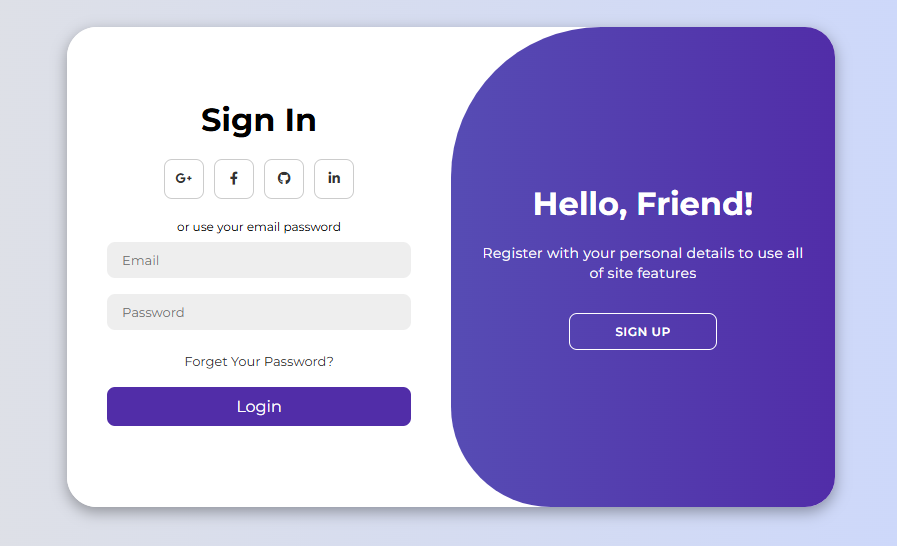 Sign In
G+ f in
or use your email password
Email
Password
Forget Your Password?
Login
Hello, Friend!
Register with your personal details to use all
of site features
SIGN UP